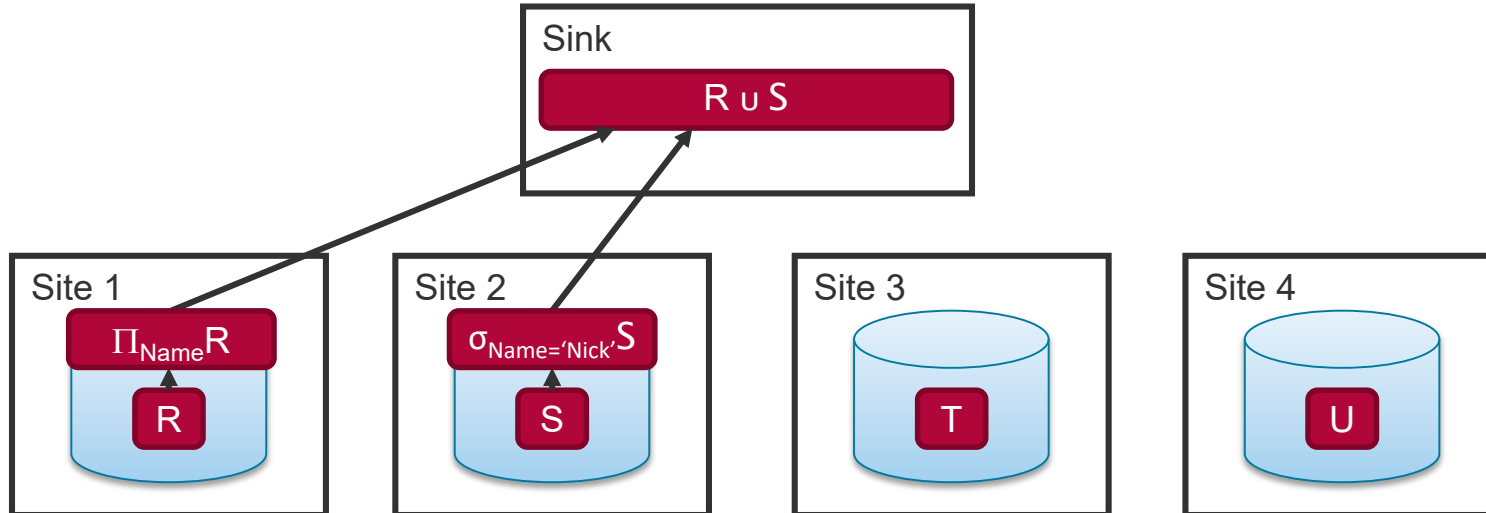 Sink
R ∪ S
Site 1
Site 2
Site 3
Site 4
Π_Name R
σ_Name=‘Nick’ S
R
S
T
U